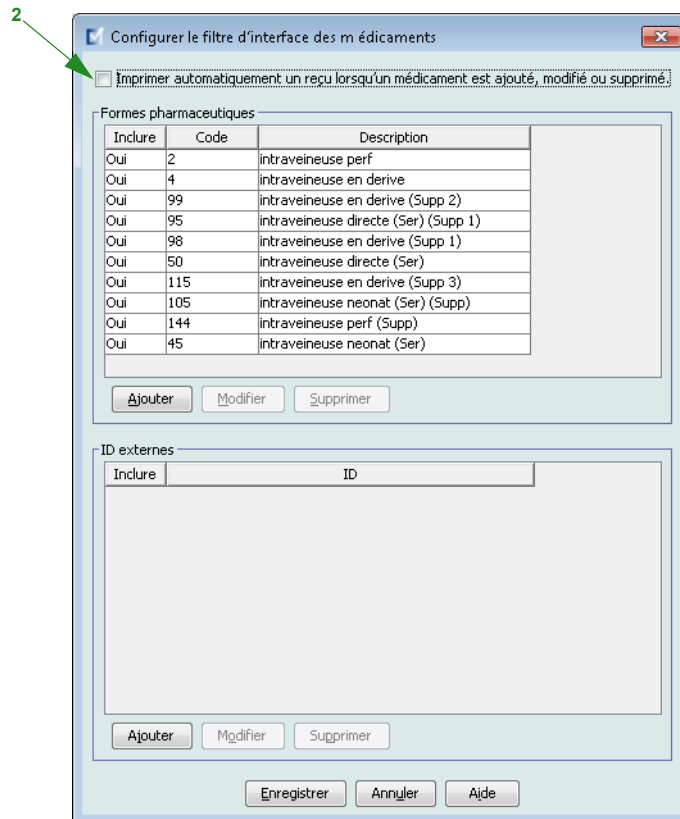 2
Configurer le filtre d'interface des m édicaments
Imprimer automatiquement un reçu lorsqu'un médicament est ajouté, modifié ou supprimé.
Formes pharmaceutiques
Inclure Code Description
Oui 2 intraveineuse perf
Oui 4 intraveineuse en derive
Oui 99 intraveineuse en derive (Supp 2)
Oui 95 intraveineuse directe (Ser) (Supp 1)
Oui 98 intraveineuse en derive (Supp 1)
Oui 50 intraveineuse directe (Ser)
Oui 115 intraveineuse en derive (Supp 3)
Oui 105 intraveineuse neonat (Ser) (Supp)
Oui 144 intraveineuse perf (Supp)
Oui 45 intraveineuse neonat (Ser)
Ajouter Modifier Supprimer
ID externes
Inclure ID
Ajouter Modifier Supprimer
Enregistrer Annuler Aide